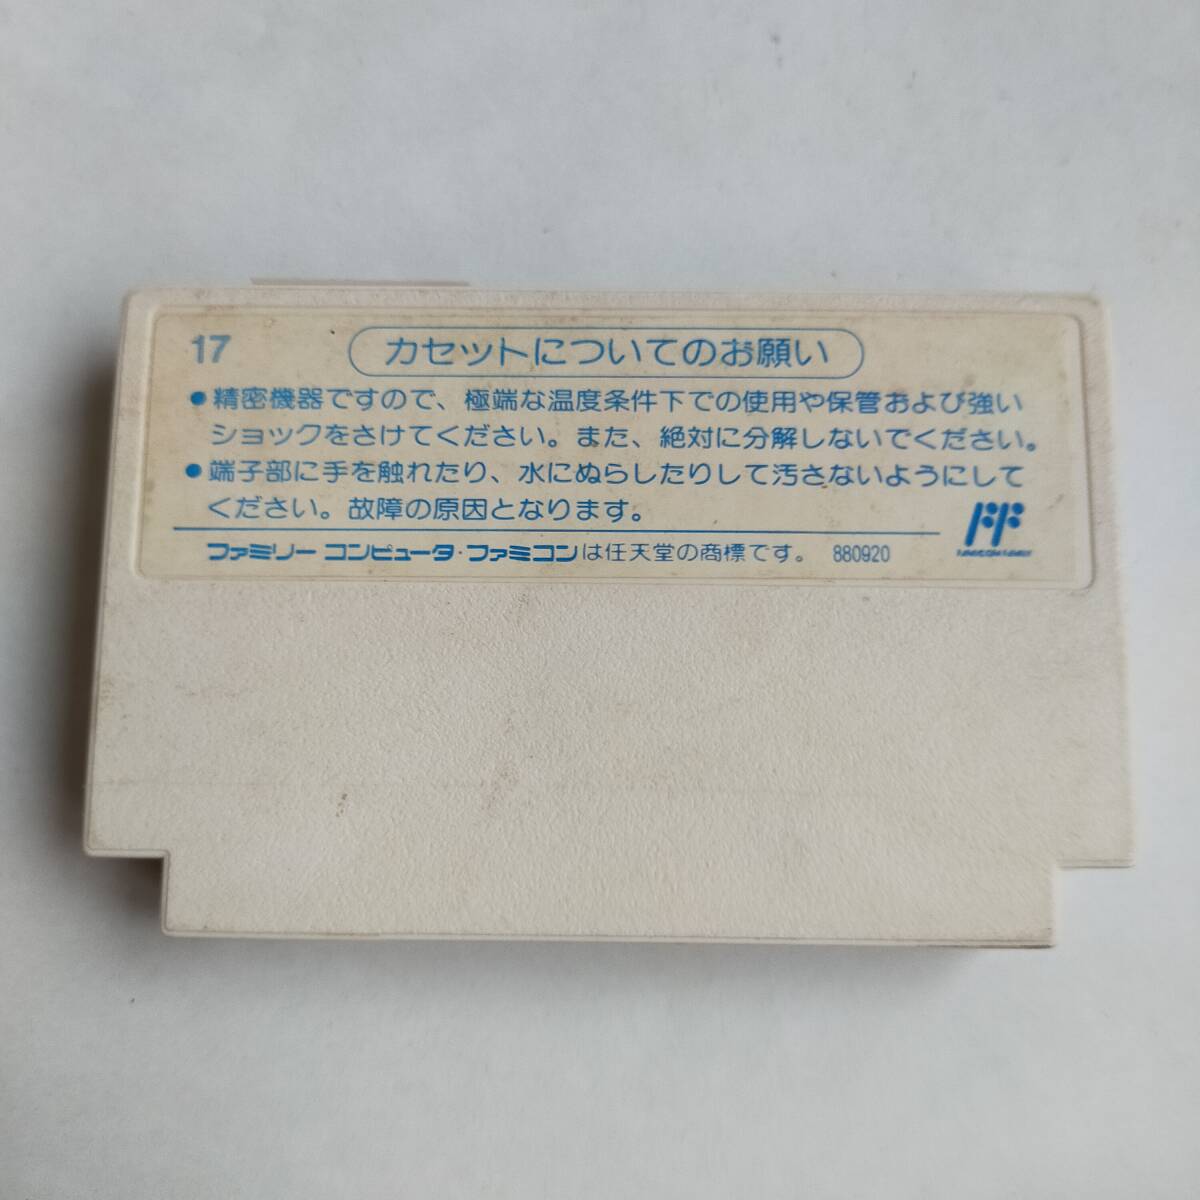 17
カセットについてのお願い
●精密機器ですので、極端な温度条件下での使用や保管および強い
ショックをさけてください。また、絶対に分解しないでください。
●端子部に手を触れたり、水にぬらしたりして汚さないようにして
ください。故障の原因となります。
ファミリー コンピュータ・ファミコンは任天堂の商標です。 880920